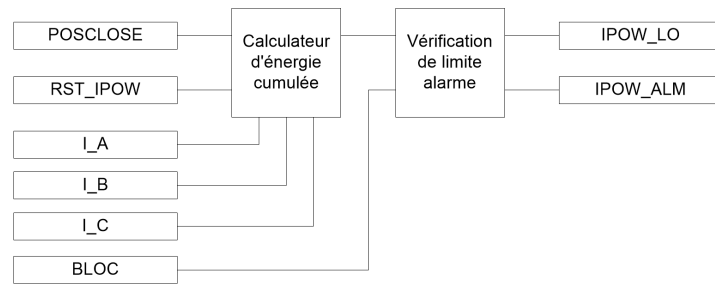 POSCLOSE
RST_IPOW
I_A
I_B
I_C
BLOC
Calculateur
d'énergie
cumulée
Vérification
de limite
alarme
IPOW_LO
IPOW_ALM